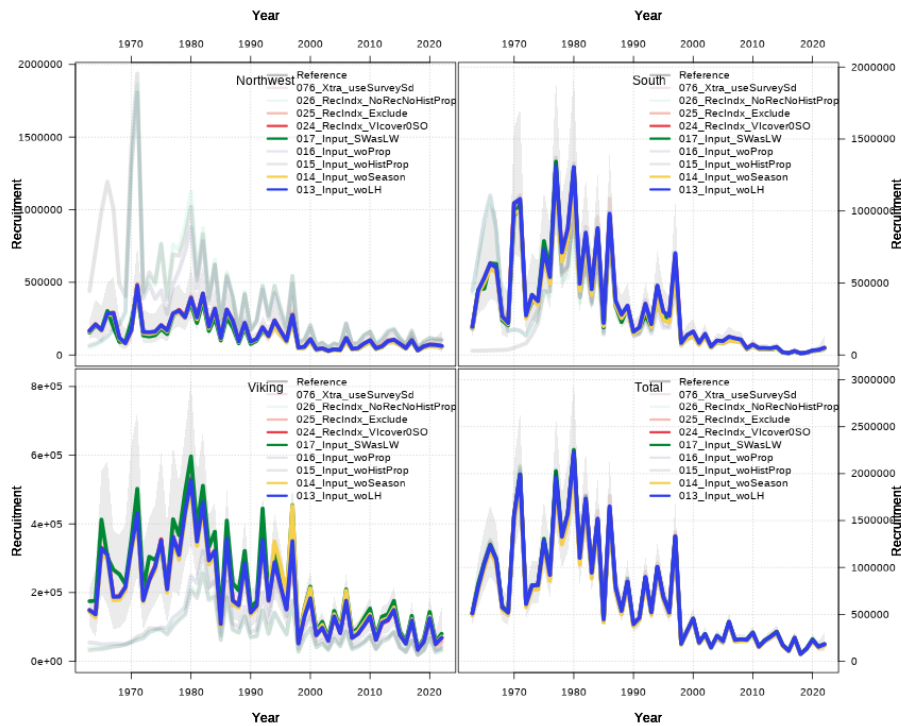 Year
Year
1970 1980 1990 2000 2010 2020
1970 1980 1990 2000 2010 2020
Recruitment
2000000
1500000
1000000
500000
0
Northwest
Reference
076_Xtra_useSurveySd
026_RecIndx_NoRecNoHistProp
025_RecIndx_Exclude
024_RecIndx_VIcover0SO
017_Input_SWasLW
016_Input_woProp
015_Input_woHistProp
014_Input_woSeason
013_Input_woLH
South
Reference
076_Xtra_useSurveySd
026_RecIndx_NoRecNoHistProp
025_RecIndx_Exclude
024_RecIndx_VIcover0SO
017_Input_SWasLW
016_Input_woProp
015_Input_woHistProp
014_Input_woSeason
013_Input_woLH
2000000
1500000
1000000
500000
0
Recruitment
Recruitment
8e+05
6e+05
4e+05
2e+05
0e+00
Viking
Reference
076_Xtra_useSurveySd
026_RecIndx_NoRecNoHistProp
025_RecIndx_Exclude
024_RecIndx_VIcover0SO
017_Input_SWasLW
016_Input_woProp
015_Input_woHistProp
014_Input_woSeason
013_Input_woLH
Total
Reference
076_Xtra_useSurveySd
026_RecIndx_NoRecNoHistProp
025_RecIndx_Exclude
024_RecIndx_VIcover0SO
017_Input_SWasLW
016_Input_woProp
015_Input_woHistProp
014_Input_woSeason
013_Input_woLH
3000000
2500000
2000000
1500000
1000000
500000
0
Recruitment
1970 1980 1990 2000 2010 2020
1970 1980 1990 2000 2010 2020
Year
Year